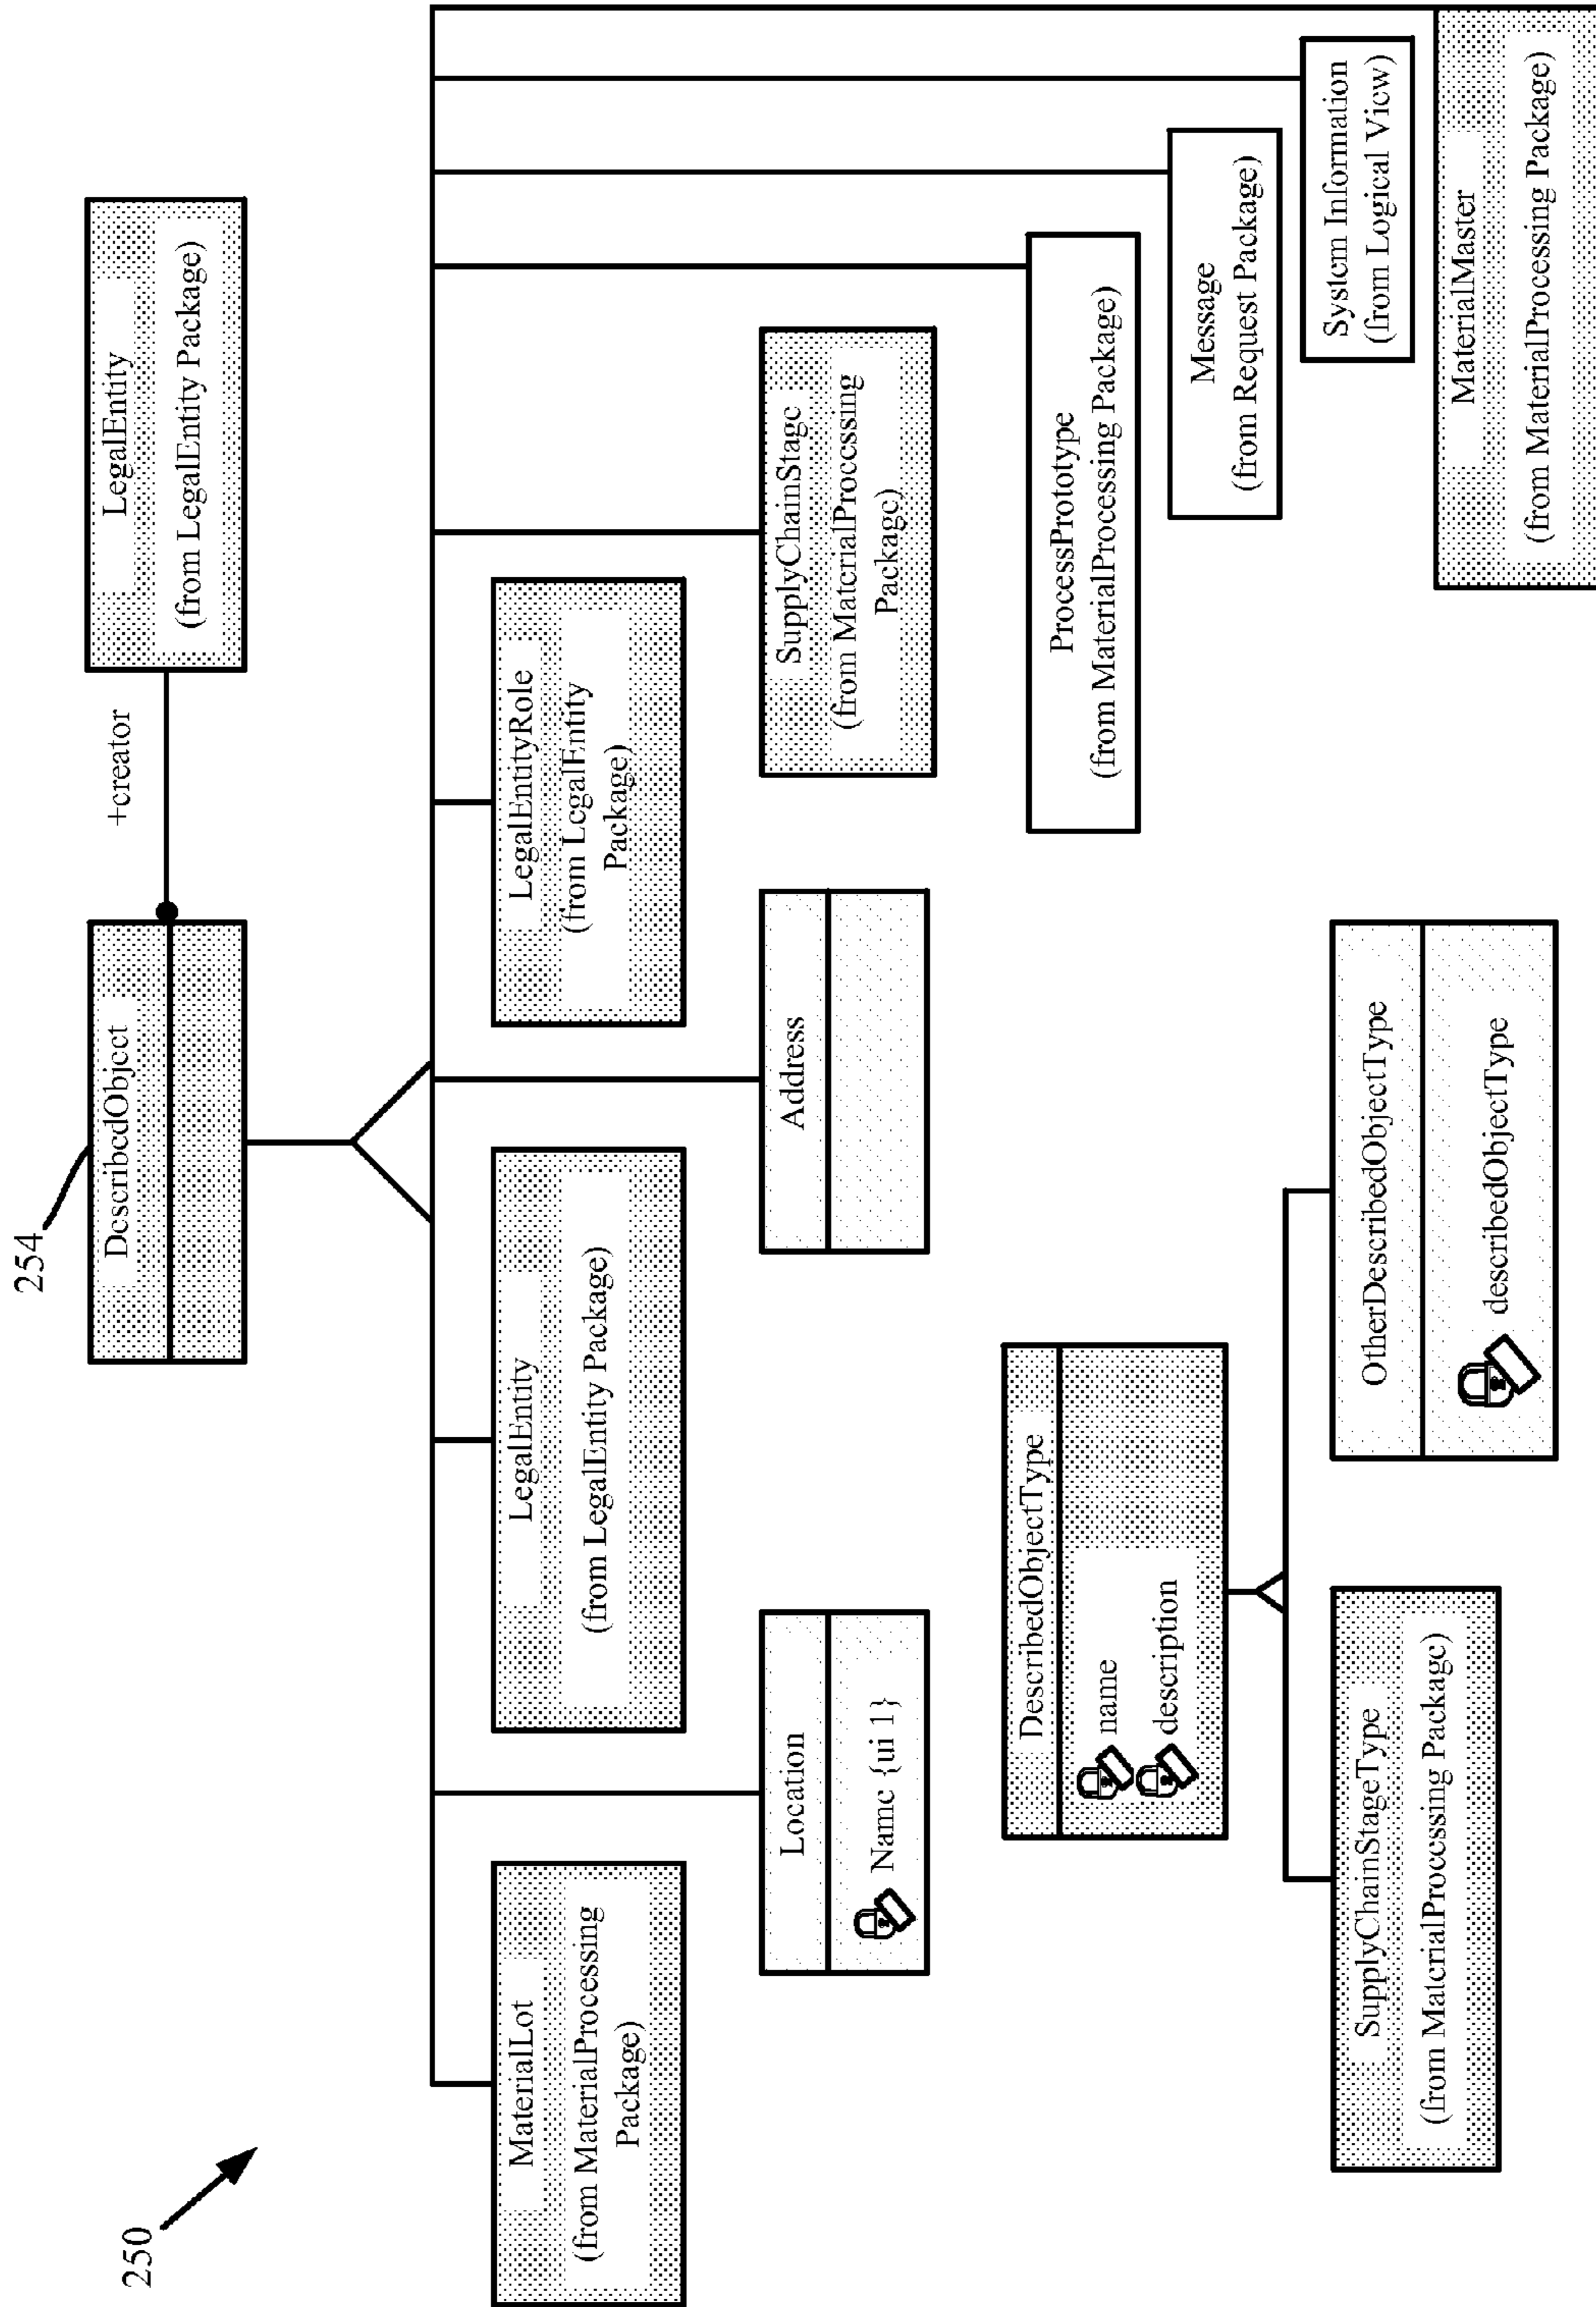 250
254
DescribedObject
+creator
LegalEntity
(from LegalEntity Package)
MaterialLot
(from MaterialProcessing
Package)
LegalEntity
(from LegalEntity Package)
LegalEntityRole
(from LegalEntity
Package)
Location
Name {ui 1}
Address
SupplyChainStage
(from MaterialProcessing
Package)
ProcessPrototype
(from MaterialProcessing Package)
Message
(from Request Package)
System Information
(from Logical View)
MaterialMaster
(from MaterialProcessing Package)
DescribedObjectType
name
description
SupplyChainStageType
(from MaterialProcessing Package)
OtherDescribedObjectType
describedObjectType